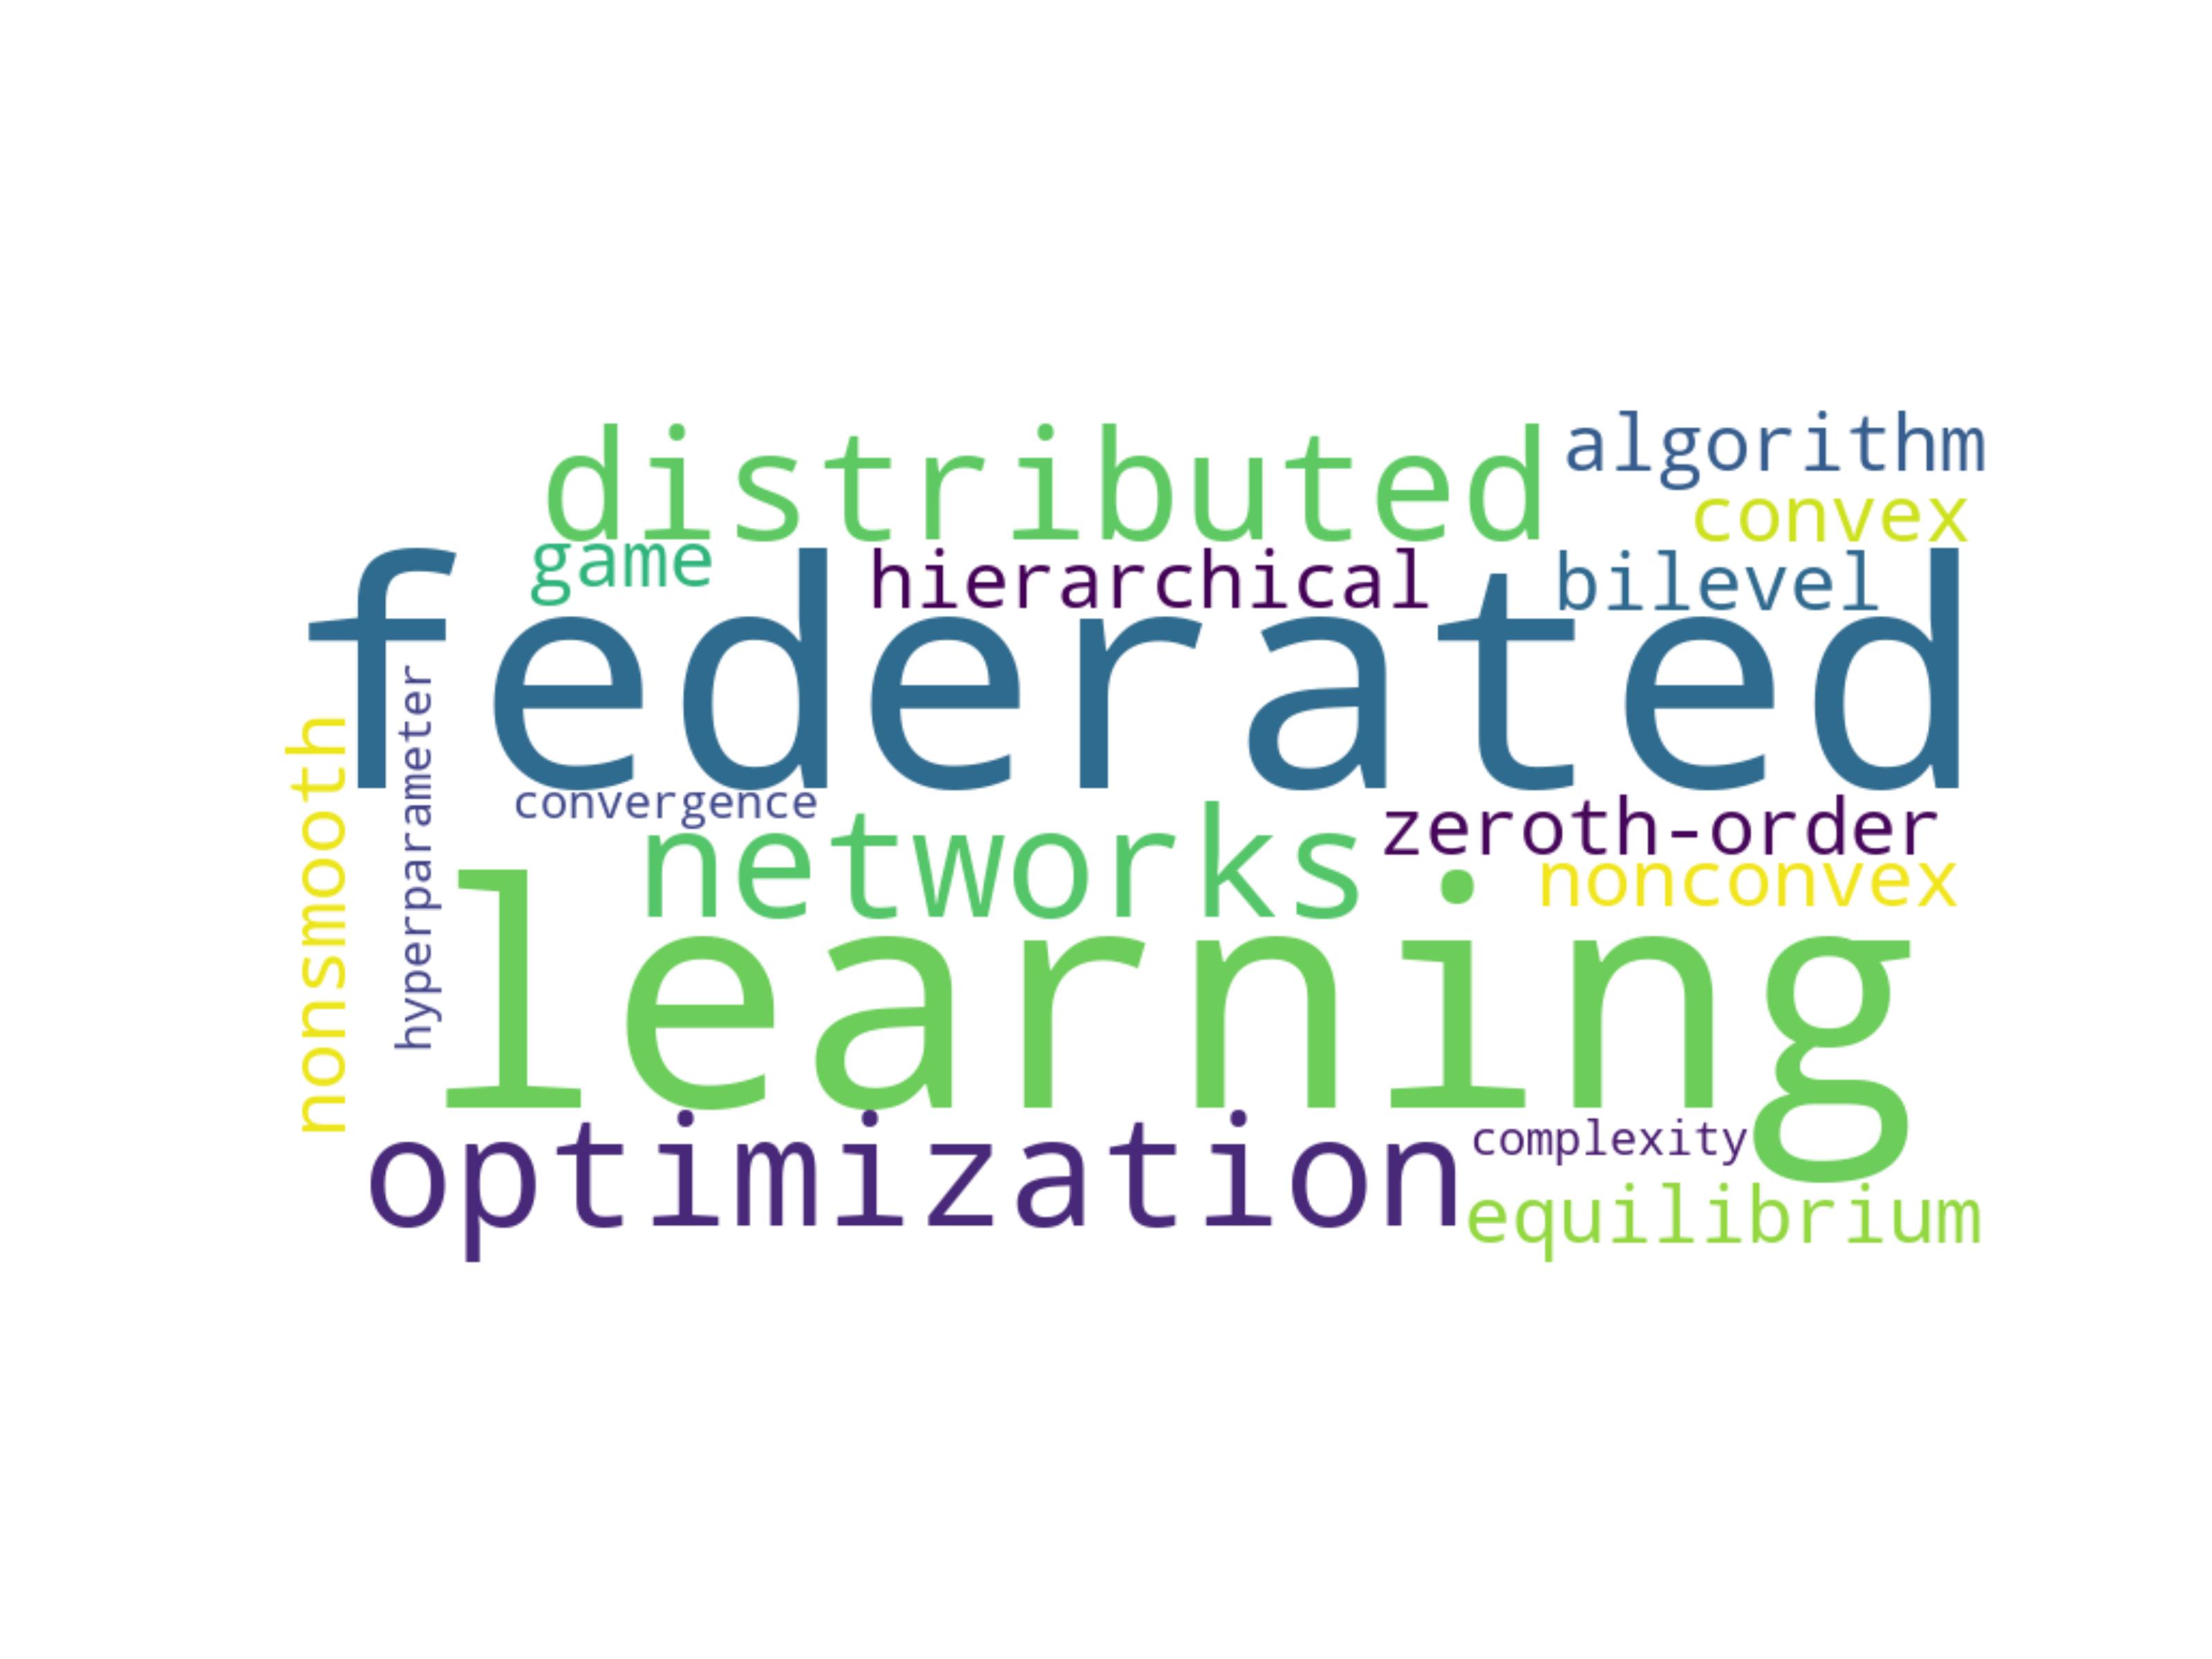 distributed
algorithm
convex
game
hierarchical
bilevel
federated
nonsmooth
hyperparameter
convergence
networks
zeroth-order
nonconvex
learning
optimization
complexity
equilibrium